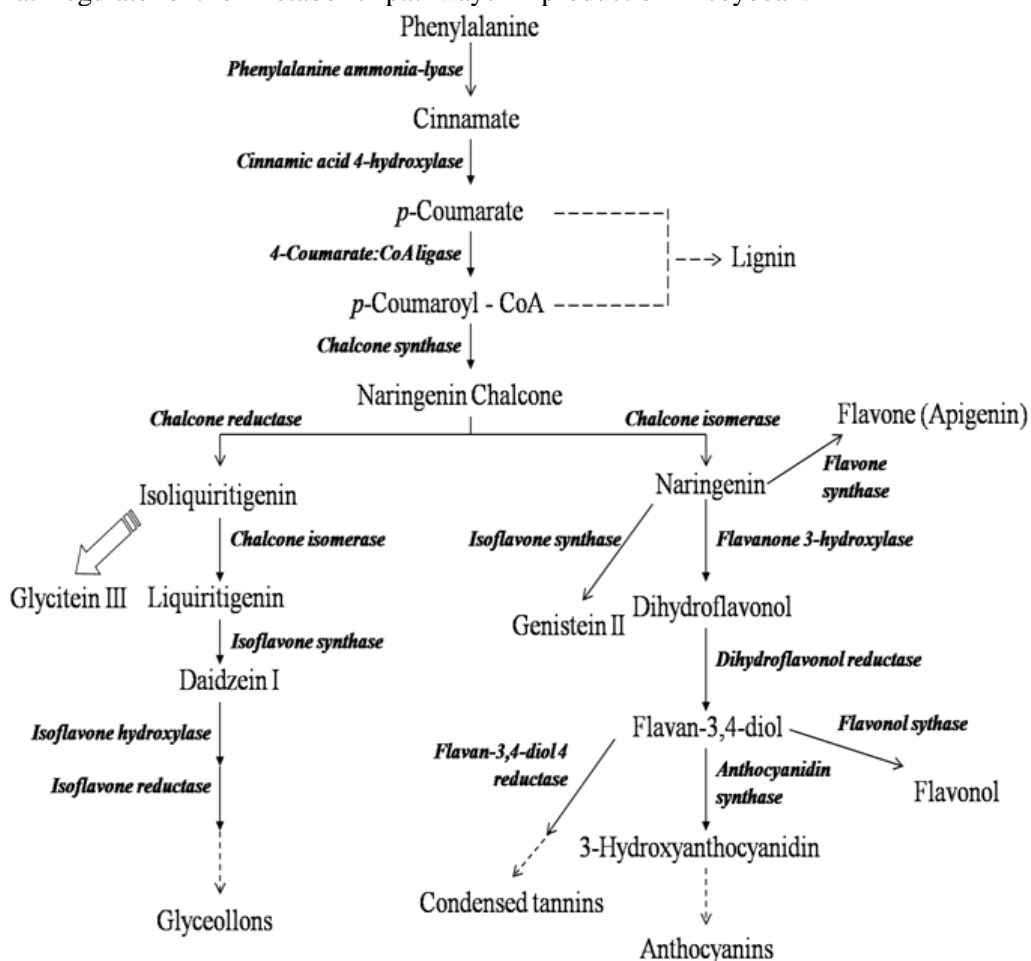 Phenylalanine
Phenylalanine ammonia-lyase
Cinnamate
Cinnamic acid 4-hydroxylase
p-Coumarate
4-Coumarate:CoA ligase
Lignin
p-Coumaroyl - CoA
Chalcone synthase
Naringenin Chalcone
Chalcone reductase
Chalcone isomerase
Flavone (Apigenin)
Flavone
synthase
Isoliquiritigenin
Naringenin
Chalcone isomerase
Isoflavone synthase
Flavanone 3-hydroxylase
Glycitein III
Liquiritigenin
Genistein II
Dihydroflavonol
Isoflavone synthase
Dihydroflavonol reductase
Daidzein I
Isoflavone hydroxylase
Flavan-3,4-diol
Flavonol sythase
Flavan-3,4-diol 4
reductase
Isoflavone reductase
Anthocyanidin
synthase
Flavonol
3-Hydroxyanthocyanidin
Glyceollons
Condensed tannins
Anthocyanins